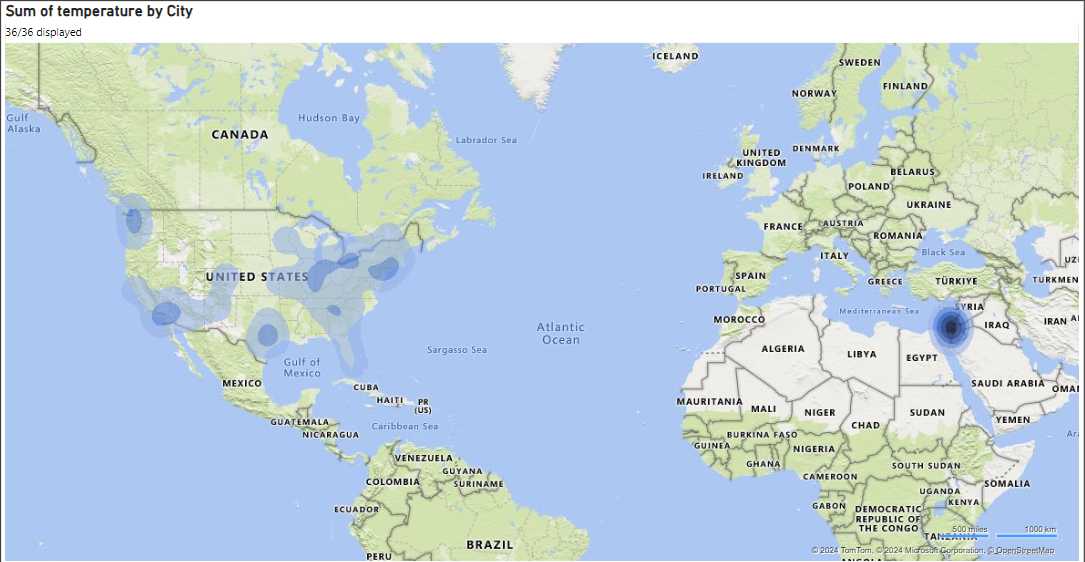 Sum of temperature by City
36/36 displayed
ICELAND
SWEDEN
FINLAND
NORWAY
Gulf
Alaska
Hudson Bay
CANADA
Labrador Sea
DENMARK
UNITED
KINGDOM
IRELAND
BELARUS
POLAND
UKRAINE
FRANCE
AUSTRIA
ROMANIA
ITALY
Black Sea
UZ
UNITED STATES
SPAIN
PORTUGAL
GREECE
TÜRKIYE
TURKMEN
Mediterranean Sea
SYRIA
MOROCCO
IRAQ
IRAN
Atlantic
Ocean
ALGERIA
LIBYA
EGYPT
Sargasso Sea
Gulf of
Mexico
MEXICO
CUBA
HAITI
PR
(US)
SAUDI ARABIA
OMA
MAURITANIA
MALI
NIGER
SUDAN
YEMEN
CHAD
GUATEMALA
Caribbean Sea
NICARAGUA
BURKINA FASO
Ar
GUINEA
NIGERIA
VENEZUELA
GUYANA
SURINAME
COLOMBIA
GHANA
SOUTH SUDAN
CAMEROON
SOMALIA
UGANDA
KENYA
ECUADOR
GABON
DEMOCRATIC
REPUBLIC OF
THE CONGO
TANZANIA
500 miles
1000 km
BRAZIL
PERU
© 2024 TomTom, © 2024 Microsoft Corporation, © OpenStreetMap
ANGOLA